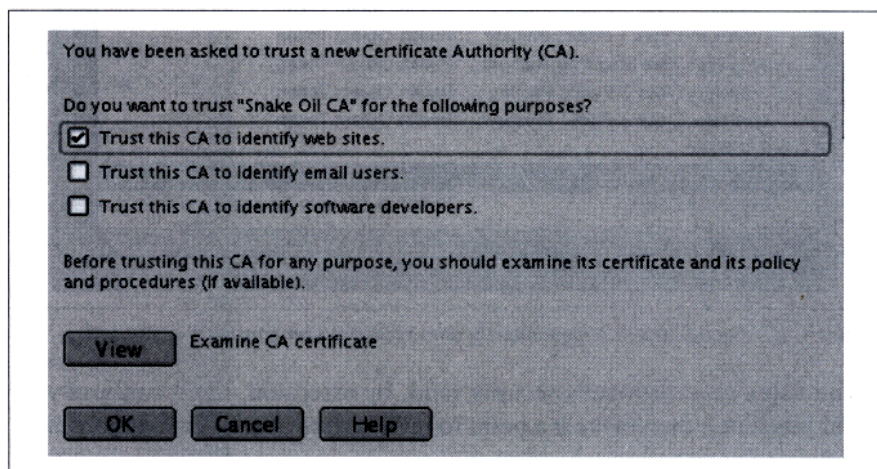 You have been asked to trust a new Certificate Authority (CA).
Do you want to trust "Snake Oil CA" for the following purposes?
Trust this CA to identify web sites.
Trust this CA to identify email users.
Trust this CA to identify software developers.
Before trusting this CA for any purpose, you should examine its certificate and its policy
and procedures (if available).
View Examine CA certificate
OK Cancel Help